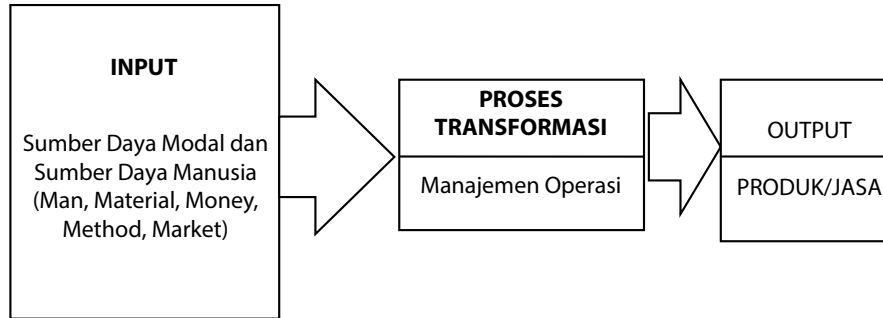 INPUT
Sumber Daya Modal dan
Sumber Daya Manusia
(Man, Material, Money,
Method, Market)
PROSES
TRANSFORMASI
Manajemen Operasi
OUTPUT
PRODUK/JASA